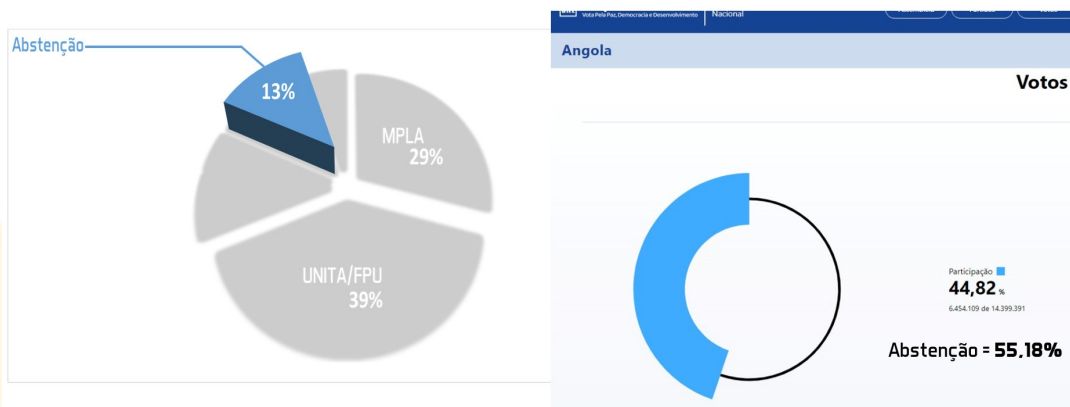 Abstenção
13%
MPLA
29%
UNITA/FPU
39%
Vota Pela Paz, Democracia e Desenvolvimento
Nacional
Angola
Votos
Participação
44,82 %
6.454.109 de 14.399.391
Abstenção = 55,18%